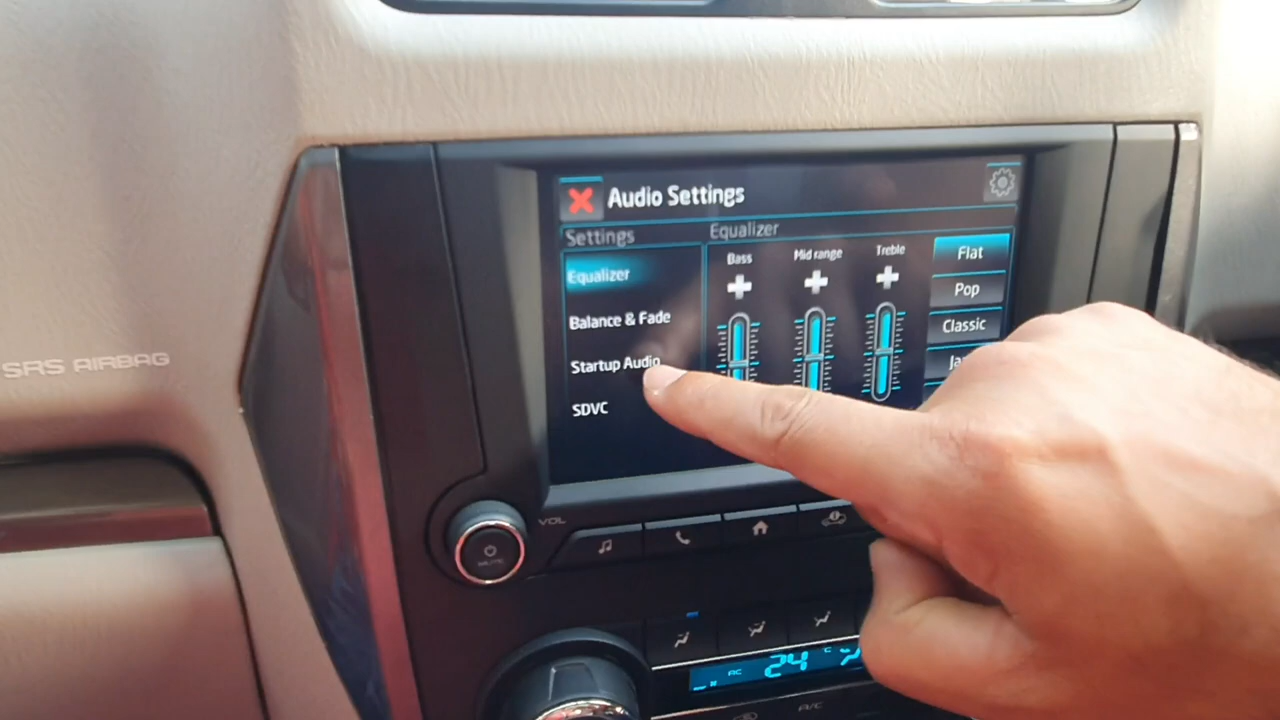 Audio Settings
Settings
Equalizer
Bass
Mid range
Treble
Equalizer
Balance & Fade
Startup Audio
SDVC
Flat
Pop
Classic
SRS AIRBAG
VOL
MUTE
AC
24
°C
A/C